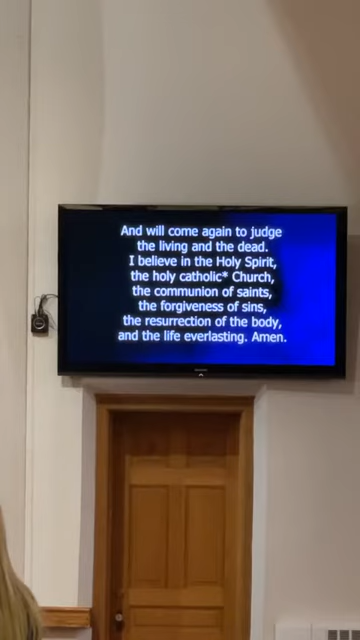 And will come again to judge
the living and the dead.
I believe in the Holy Spirit,
the holy catholic* Church,
the communion of saints,
the forgiveness of sins,
the resurrection of the body,
and the life everlasting. Amen.